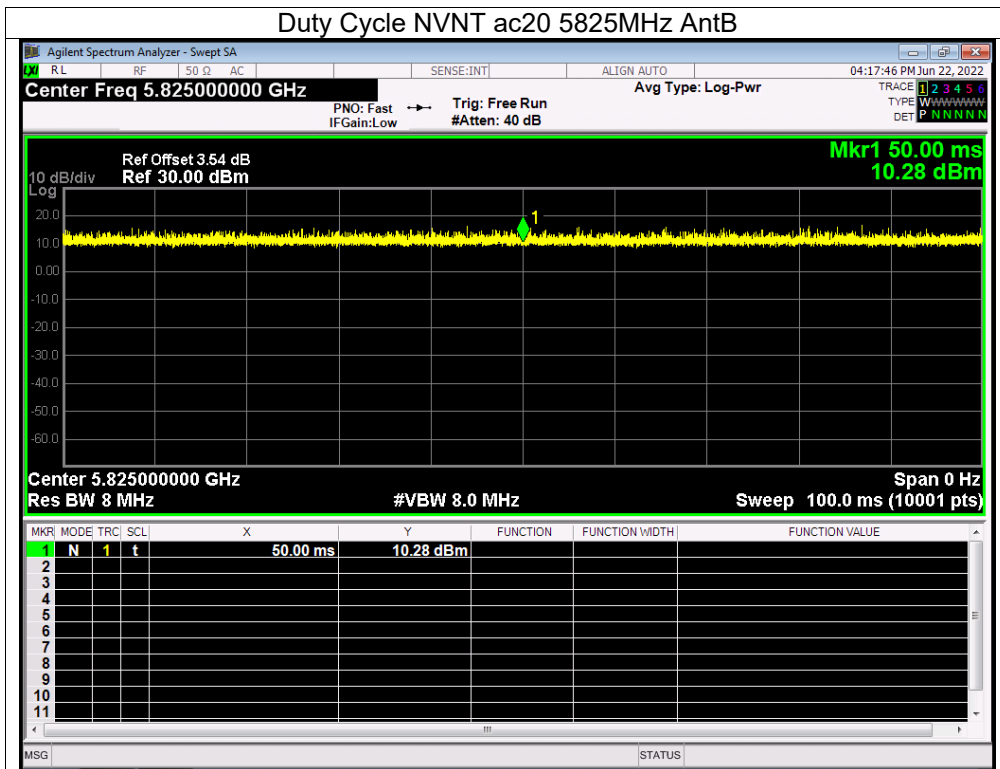 Duty Cycle NVNT ac20 5825MHz AntB
Agilent Spectrum Analyzer - Swept SA
LXI RL RF 50 Ω AC SENSE:INT ALIGN AUTO 04:17:46 PM Jun 22, 2022
Center Freq 5.825000000 GHz Avg Type: Log-Pwr TRACE 1 2 3 4 5 6
PNO: Fast Trig: Free Run TYPE WWWWWW
IFGain:Low #Atten: 40 dB DET P N N N N N
Mkr1 50.00 ms
Ref Offset 3.54 dB
10 dB/div Ref 30.00 dBm 10.28 dBm
Log
20.0
1
10.0
0.00
-10.0
-20.0
-30.0
-40.0
-50.0
-60.0
Center 5.825000000 GHz Span 0 Hz
Res BW 8 MHz #VBW 8.0 MHz Sweep 100.0 ms (10001 pts)
MKR MODE TRC SCL X Y FUNCTION FUNCTION WIDTH FUNCTION VALUE
1 N 1 t 50.00 ms 10.28 dBm
2
3
4
5
6
7
8
9
10
11
MSG STATUS